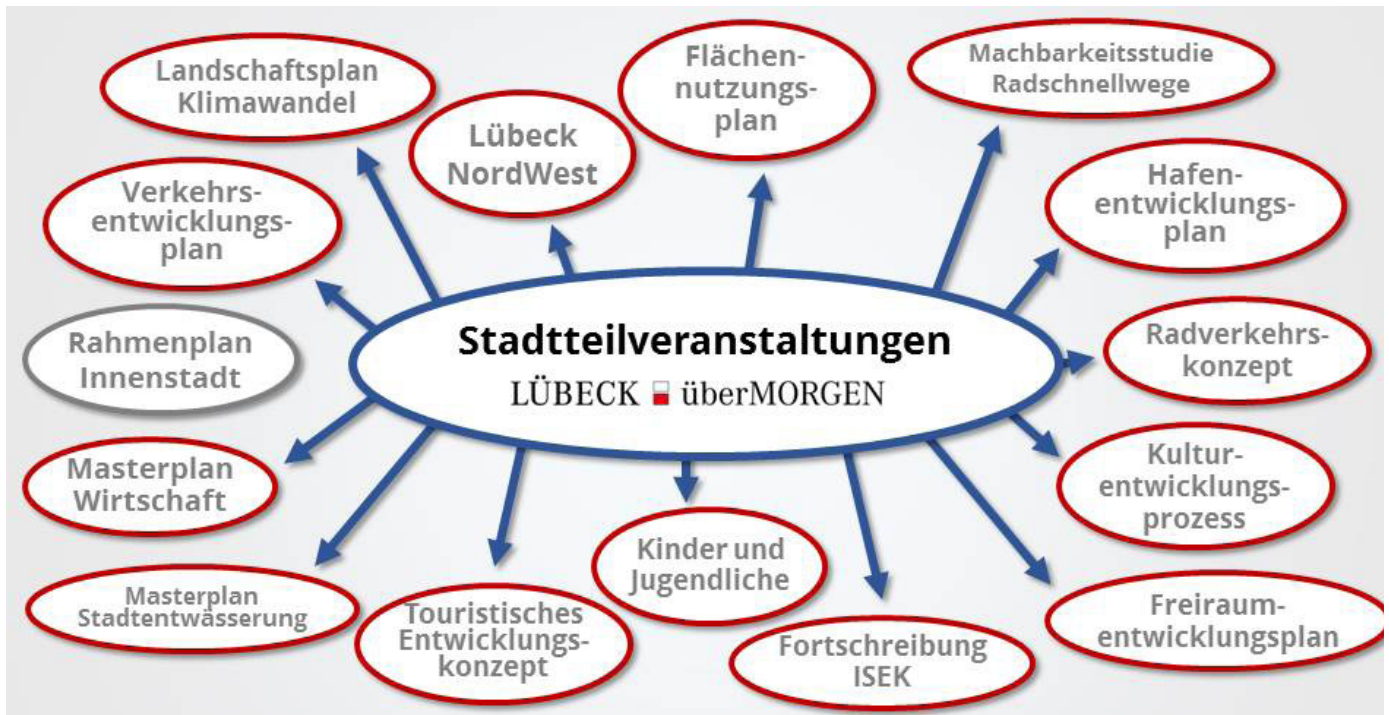 Landschaftsplan
Klimawandel
Lübeck
NordWest
Flächen-
nutzungs-
plan
Machbarkeitsstudie
Radschnellwege
Verkehrs-
entwicklungs-
plan
Hafen-
entwicklungs-
plan
Rahmenplan
Innenstadt
Stadtteilveranstaltungen
LÜBECK überMORGEN
Radverkehrs-
konzept
Masterplan
Wirtschaft
Kultur-
entwicklungs-
prozess
Masterplan
Stadtentwässerung
Touristisches
Entwicklungs-
konzept
Kinder und
Jugendliche
Fortschreibung
ISEK
Freiraum-
entwicklungsplan